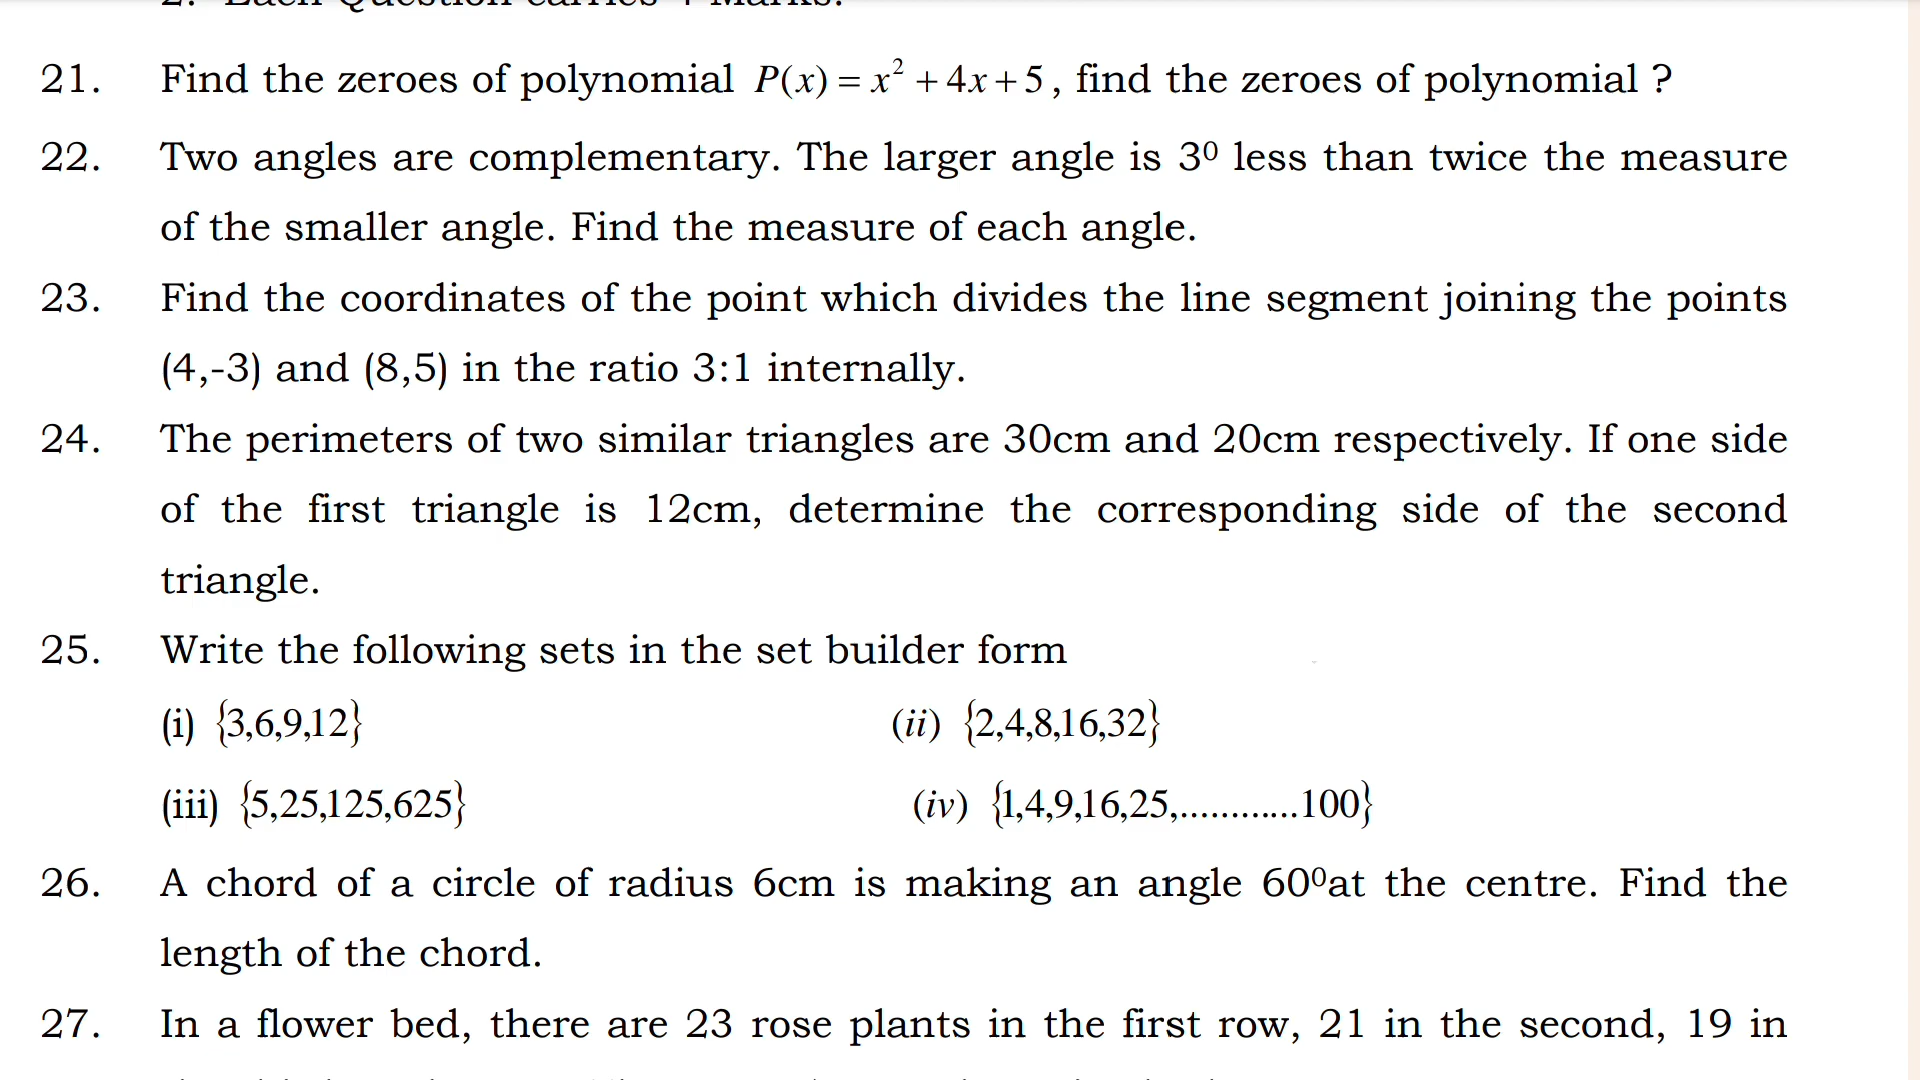 2. Each Question carries 4 Marks.
21. Find the zeroes of polynomial P(x) = x² + 4x + 5, find the zeroes of polynomial ?
22. Two angles are complementary. The larger angle is 3⁰ less than twice the measure
of the smaller angle. Find the measure of each angle.
23. Find the coordinates of the point which divides the line segment joining the points
(4,-3) and (8,5) in the ratio 3:1 internally.
24. The perimeters of two similar triangles are 30cm and 20cm respectively. If one side
of the first triangle is 12cm, determine the corresponding side of the second
triangle.
25. Write the following sets in the set builder form
(i) {3,6,9,12} (ii) {2,4,8,16,32}
(iii) {5,25,125,625} (iv) {1,4,9,16,25,............100}
26. A chord of a circle of radius 6cm is making an angle 60⁰at the centre. Find the
length of the chord.
27. In a flower bed, there are 23 rose plants in the first row, 21 in the second, 19 in